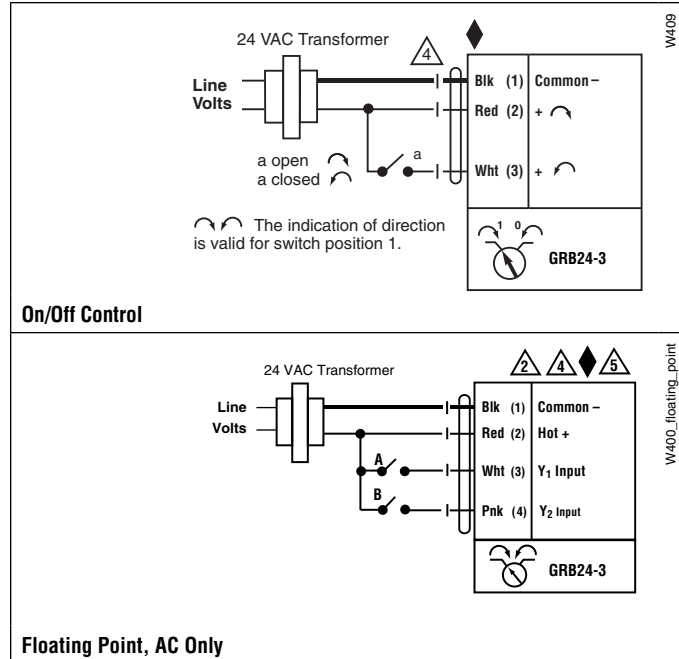 W409
24 VAC Transformer
4
Line
Volts
Blk (1) Common –
Red (2) +
a
a open
a closed
Wht (3) +
The indication of direction
is valid for switch position 1.
1 0
GRB24-3
On/Off Control
W400_floating_point
24 VAC Transformer
2 4 5
Line
Volts
Blk (1) Common –
Red (2) Hot +
A
Wht (3) Y₁ Input
B
Pnk (4) Y₂ Input
GRB24-3
Floating Point, AC Only